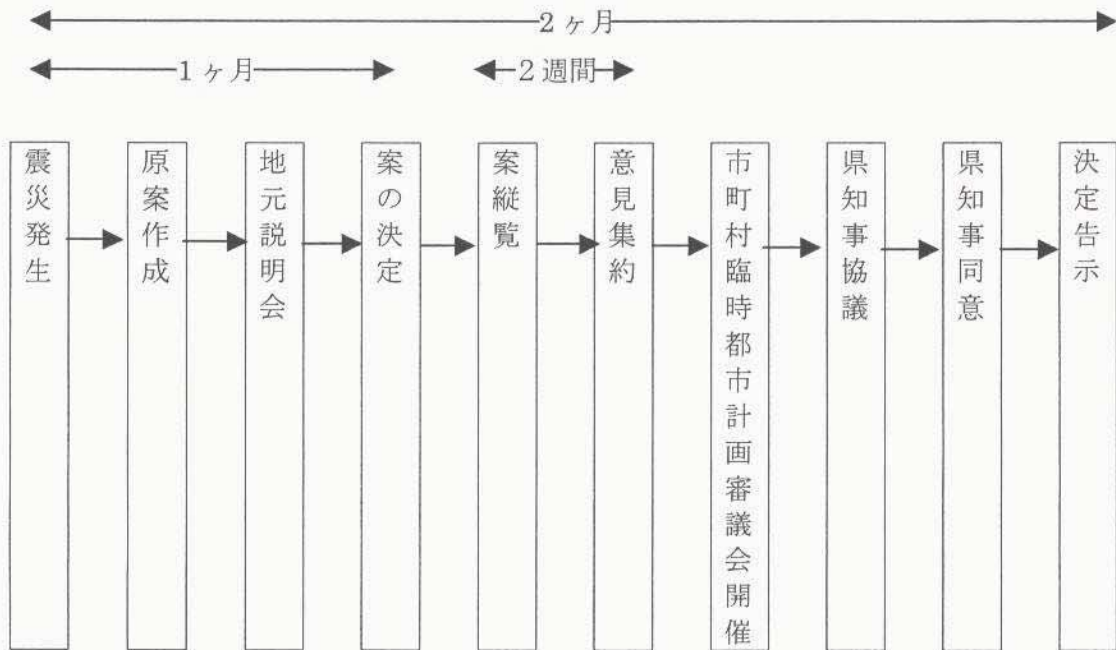 2ヶ月
1ヶ月
2週間
震災発生
原案作成
地元説明会
案の決定
案縦覧
意見集約
市町村臨時都市計画審議会開催
県知事協議
県知事同意
決定告示